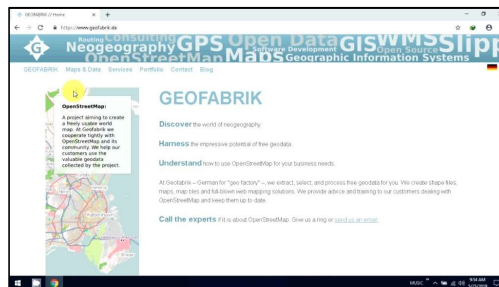 GEOFABRIK // Home
http://www.geofabrik.de
Routing Consulting Open Data WMS Slipp
Neogeography GPS Software Development GIS Open Source
OpenStreetMap Maps Geographic Information Systems
GEOFABRIK Maps & Data Services Portfolio Contact Blog
OpenStreetMap:
A project aiming to create
a freely usable world
map. At Geofabrik we
cooperate tightly with
OpenStreetMap and its
community. We help our
customers use the
valuable geodata
collected by the project.
GEOFABRIK
Discover the world of neogeography.
Harness the impressive potential of free geodata.
Understand how to use OpenStreetMap for your business needs.
At Geofabrik – German for "geo factory" –, we extract, select, and process free geodata for you. We create shape files,
maps, map tiles and full-blown web mapping solutions. We provide advice and training to our customers dealing with
OpenStreetMap and keep them up to date.
Call the experts if it is about OpenStreetMap. Give us a ring or send us an email.
MUSIC
9:54 AM